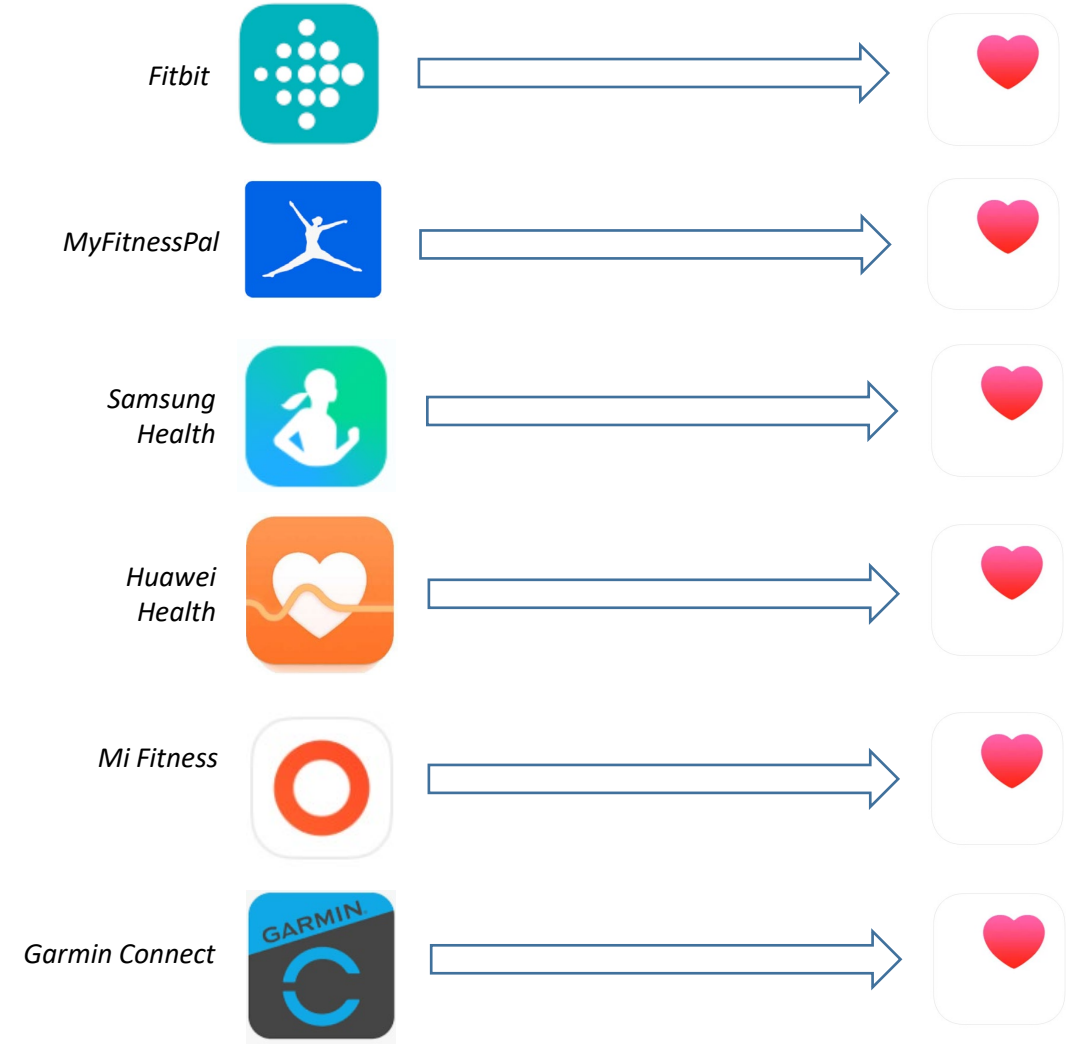 Fitbit
MyFitnessPal
Samsung
Health
Huawei
Health
Mi Fitness
GARMIN.
Garmin Connect